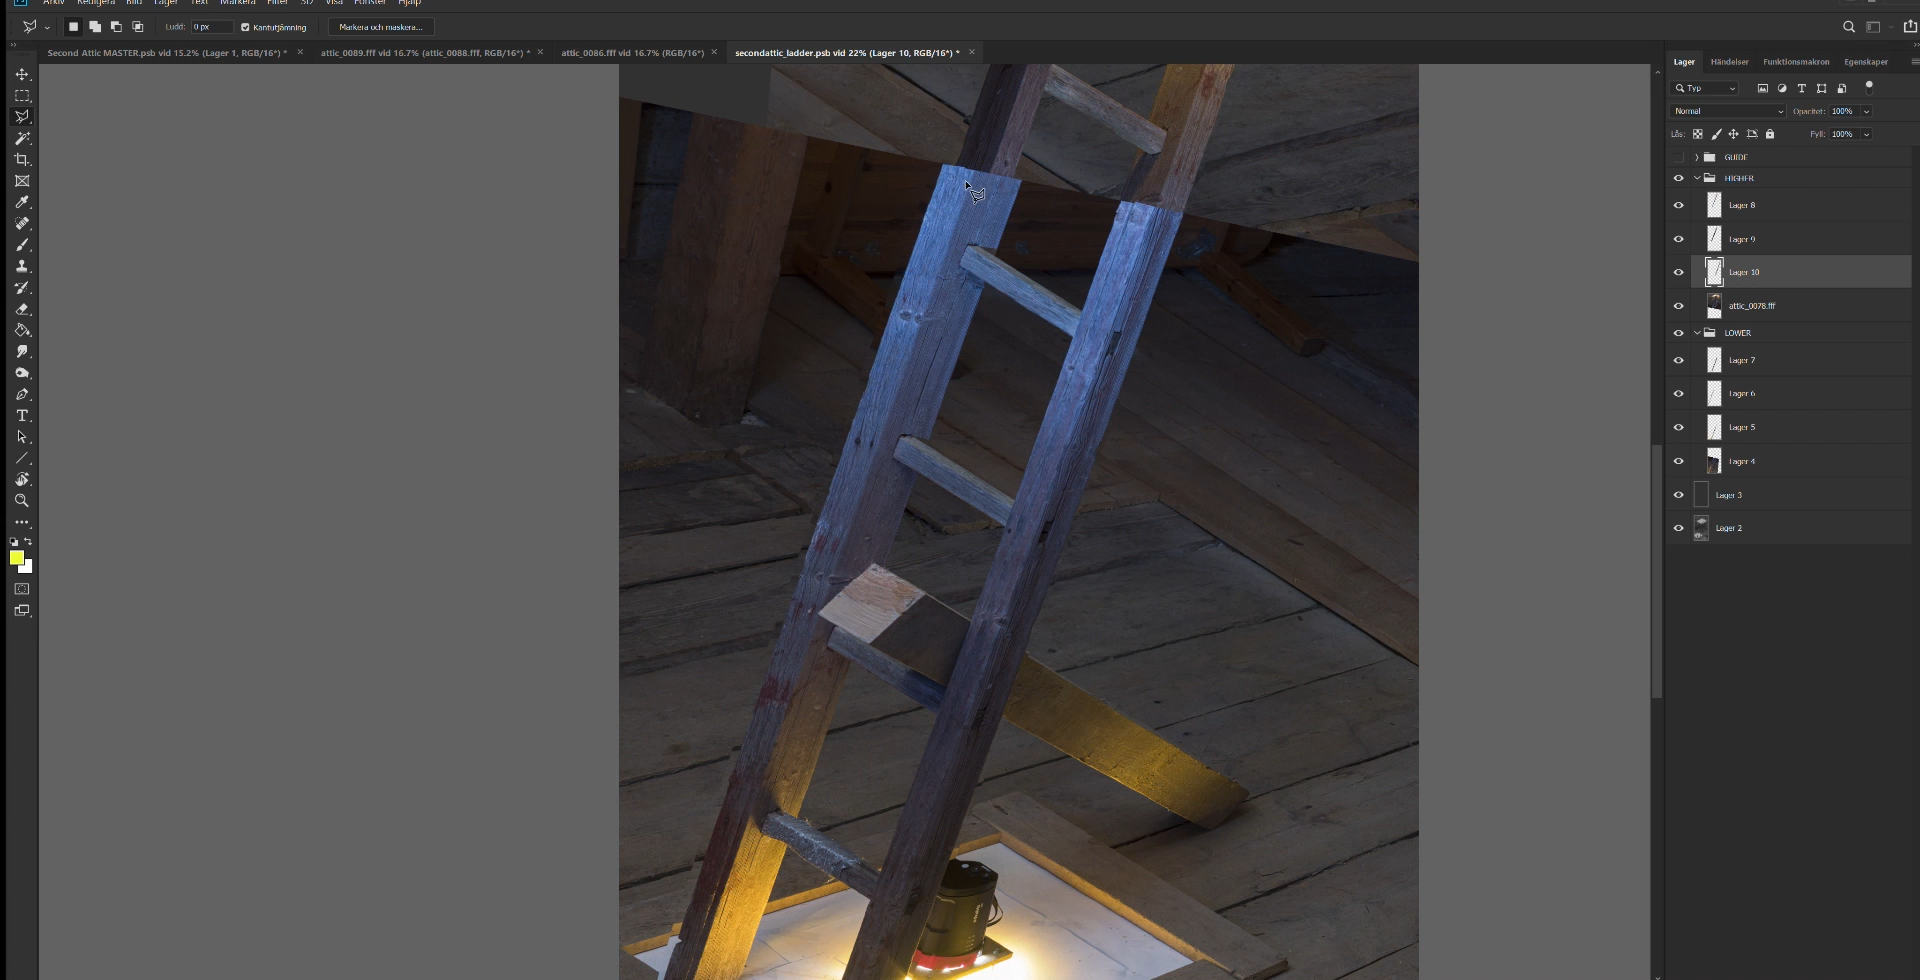 Arkiv Redigera Bild Lager Text Markera Filter 3D Visa Fönster Hjälp
Ludd: 0 px Kantutjämning Markera och maskera...
Second Attic MASTER.psb vid 15.2% (Lager 1, RGB/16*) * attic_0089.fff vid 16.7% (attic_0088.fff, RGB/16*) * attic_0086.fff vid 16.7% (RGB/16*) secondattic_ladder.psb vid 22% (Lager 10, RGB/16*) *
Lager Händelser Funktionsmakron Egenskaper
Typ
Normal Opacitet: 100%
Lås: Fyll: 100%
GUIDE
HIGHER
Lager 8
Lager 9
Lager 10
attic_0078.fff
LOWER
Lager 7
Lager 6
Lager 5
Lager 4
Lager 3
Lager 2